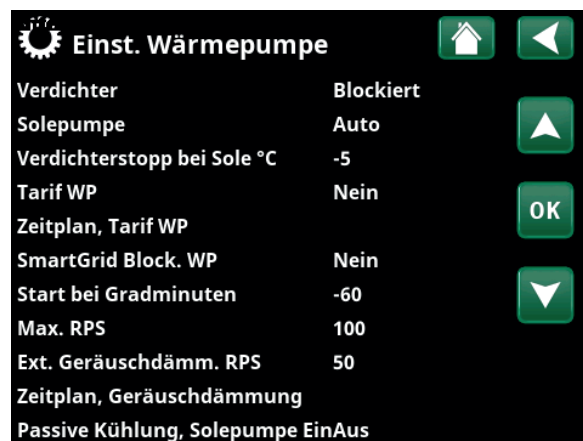 Einst. Wärmepumpe
Verdichter Blockiert
Solepumpe Auto
Verdichterstopp bei Sole °C -5
Tarif WP Nein
Zeitplan, Tarif WP
OK
SmartGrid Block. WP Nein
Start bei Gradminuten -60
Max. RPS 100
Ext. Geräuschdämm. RPS 50
Zeitplan, Geräuschdämmung
Passive Kühlung, Solepumpe EinAus